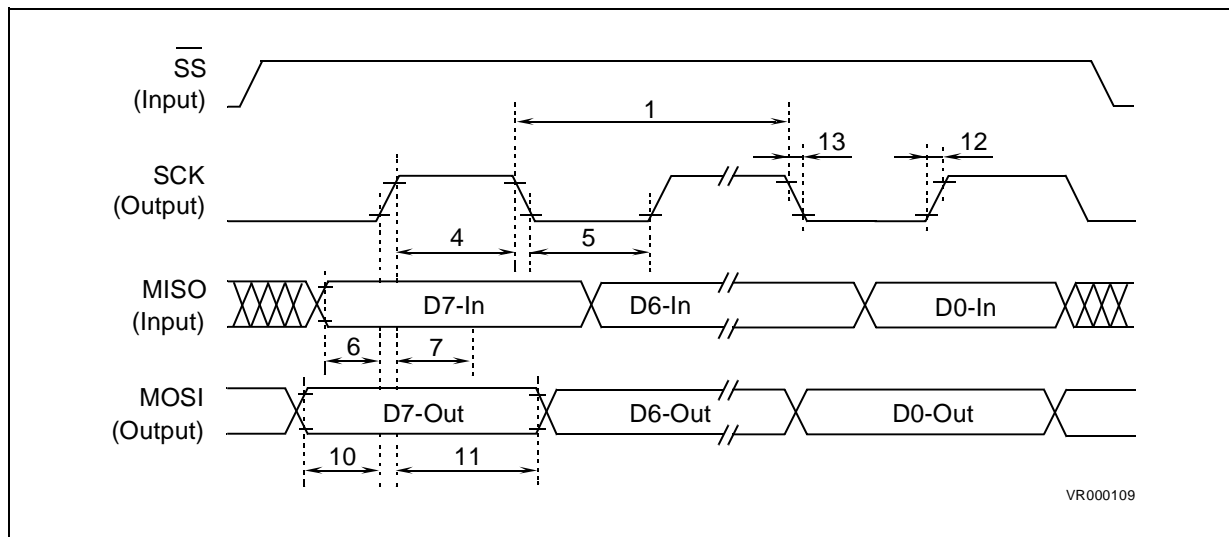 SS
(Input)
1
13
12
SCK
(Output)
4
5
MISO
(Input)
D7-In
D6-In
D0-In
6
7
MOSI
(Output)
D7-Out
D6-Out
D0-Out
10
11
VR000109